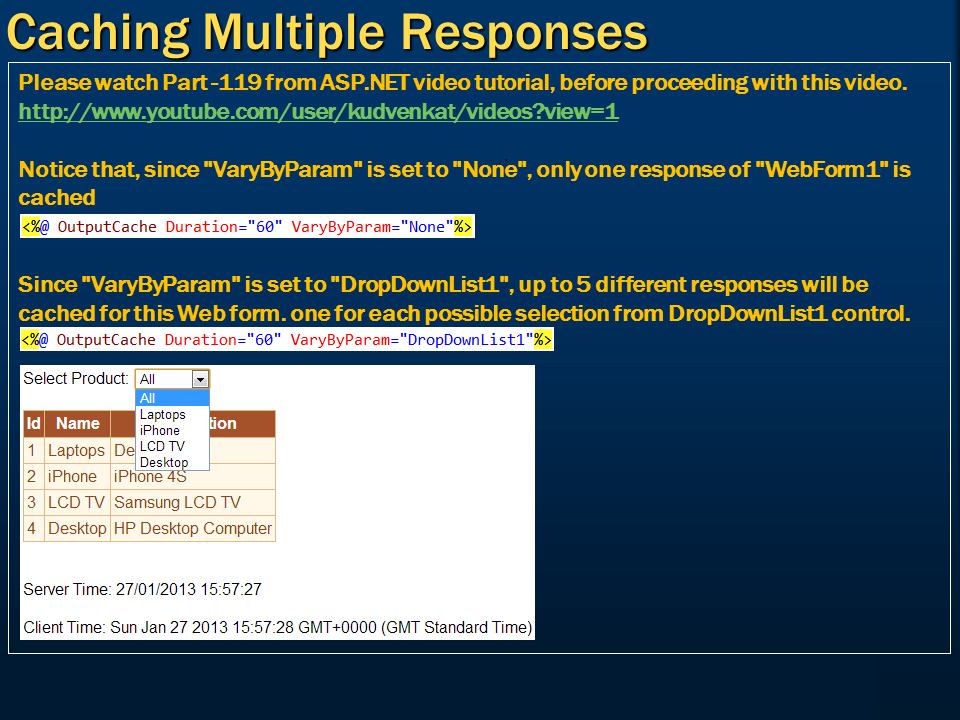 Caching Multiple Responses
Please watch Part -119 from ASP.NET video tutorial, before proceeding with this video.
http://www.youtube.com/user/kudvenkat/videos?view=1
Notice that, since "VaryByParam" is set to "None", only one response of "WebForm1" is
cached
<%@ OutputCache Duration="60" VaryByParam="None"%>
Since "VaryByParam" is set to "DropDownList1", up to 5 different responses will be
cached for this Web form. one for each possible selection from DropDownList1 control.
<%@ OutputCache Duration="60" VaryByParam="DropDownList1"%>
Select Product: All
All
Laptops
iPhone
LCD TV
Desktop
Id Name tion
1 Laptops De
2 iPhone iPhone 4S
3 LCD TV Samsung LCD TV
4 Desktop HP Desktop Computer
Server Time: 27/01/2013 15:57:27
Client Time: Sun Jan 27 2013 15:57:28 GMT+0000 (GMT Standard Time)